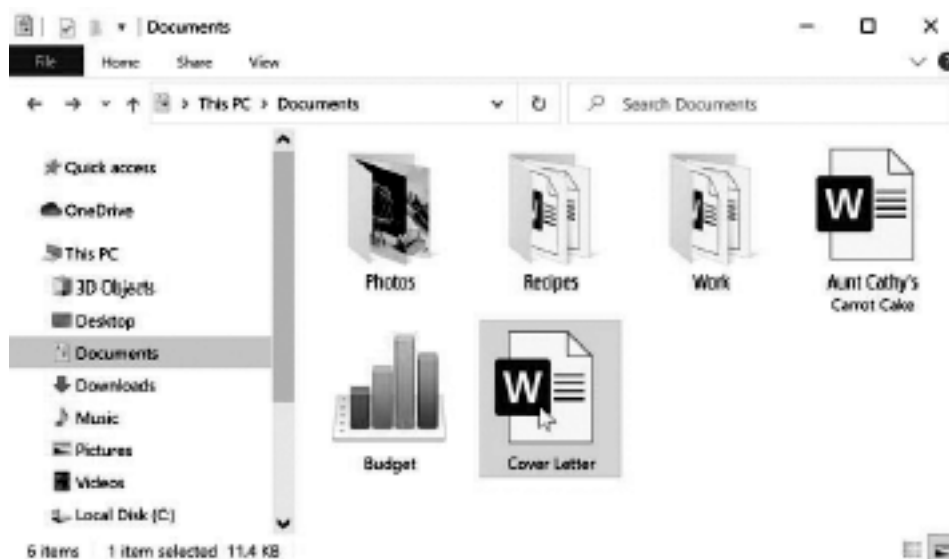 Documents
File Home Share View
This PC > Documents
Search Documents
Quick access
OneDrive
This PC
3D Objects
Desktop
Documents
Downloads
Music
Pictures
Videos
Local Disk (C:)
Photos
Recipes
Work
W
Aunt Cathy's
Carrot Cake
Budget
W
Cover Letter
6 items 1 item selected 11.4 KB